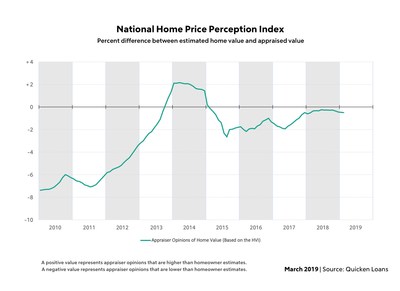 National Home Price Perception Index
Percent difference between estimated home value and appraised value
+4
+2
0
-2
-4
-6
-8
-10
2010 2011 2012 2013 2014 2015 2016 2017 2018 2019
Appraiser Opinions of Home Value (Based on the HVI)
A positive value represents appraiser opinions that are higher than homeowner estimates.
A negative value represents appraiser opinions that are lower than homeowner estimates.
March 2019 | Source: Quicken Loans